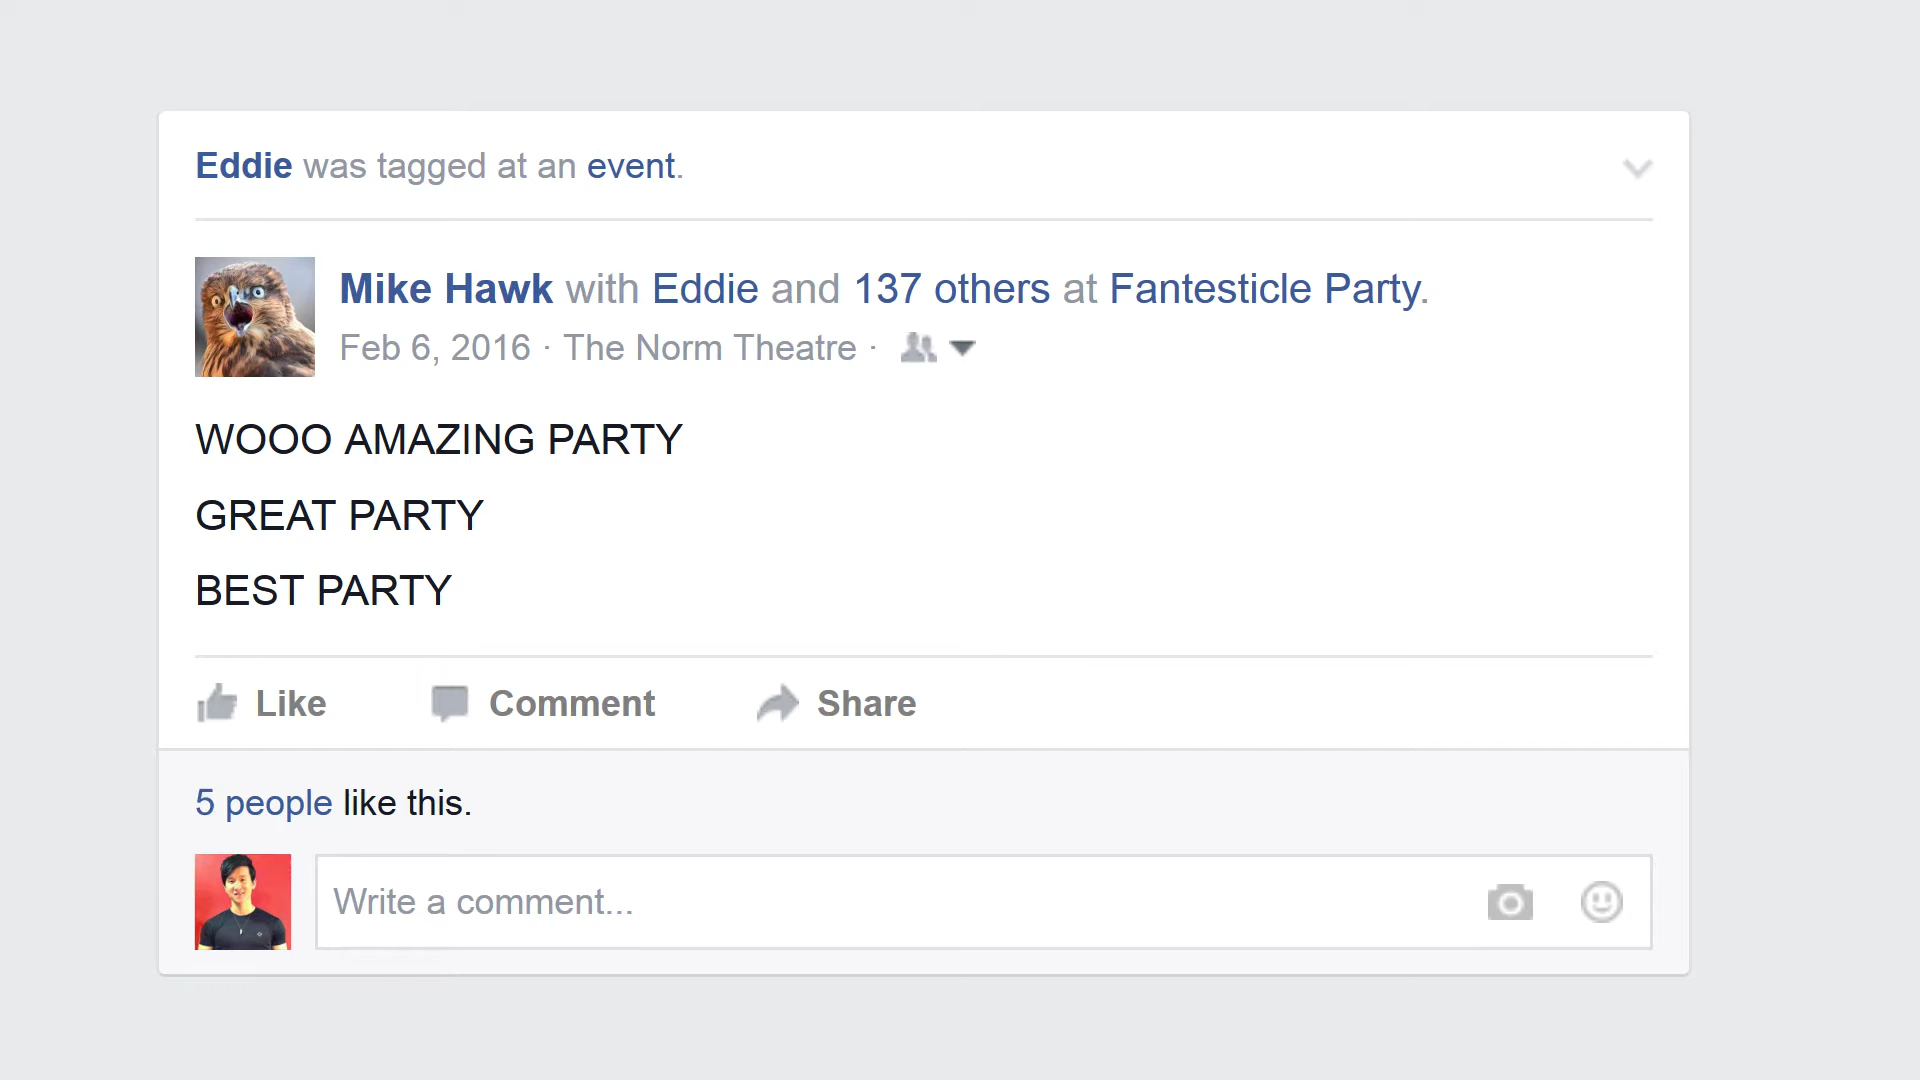 Eddie was tagged at an event.
Mike Hawk with Eddie and 137 others at Fantesticle Party.
Feb 6, 2016 · The Norm Theatre ·
WOOO AMAZING PARTY
GREAT PARTY
BEST PARTY
Like Comment Share
5 people like this.
Write a comment...